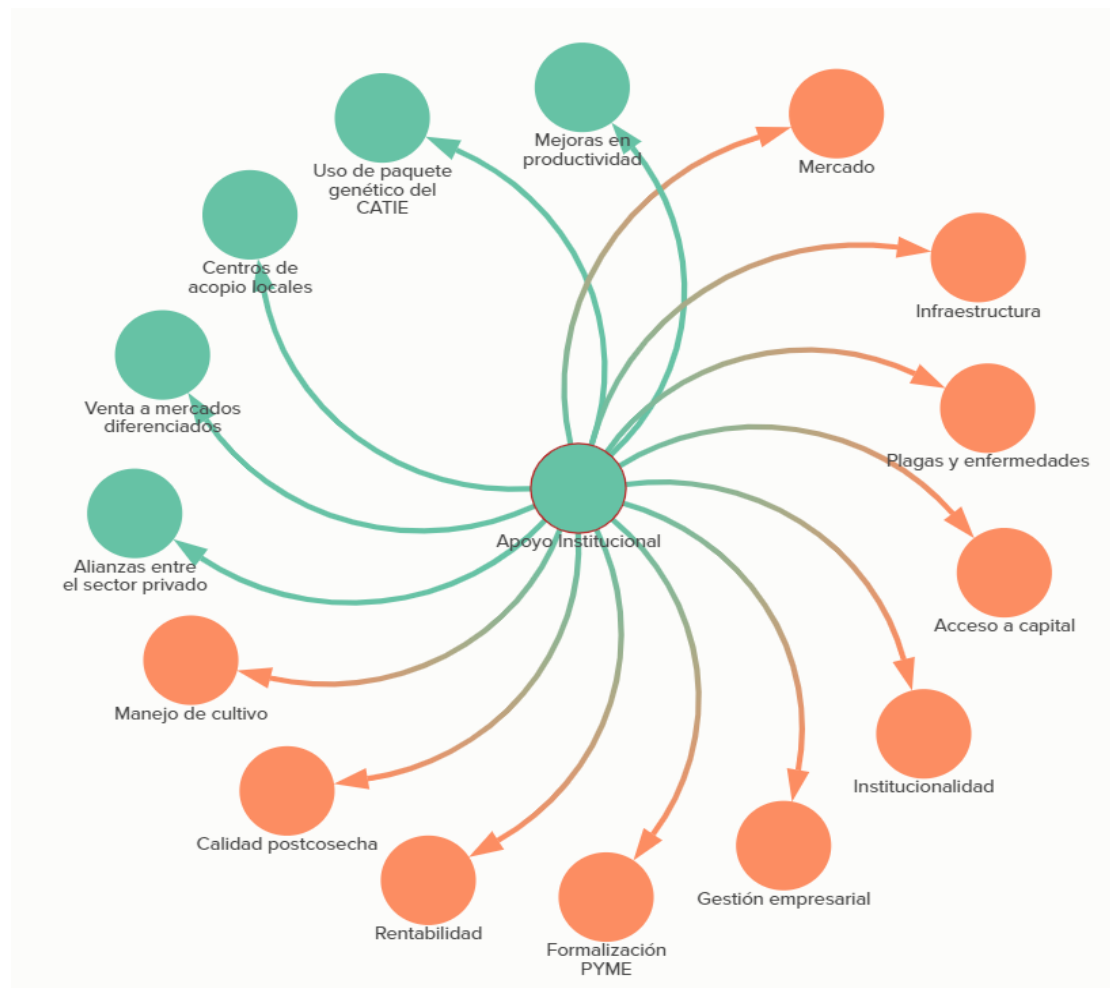 Mejoras en
productividad
Mercado
Uso de paquete
genético del
CATIE
Centros de
acopio locales
Infraestructura
Venta a mercados
diferenciados
Plagas y enfermedades
Apoyo Institucional
Alianzas entre
el sector privado
Acceso a capital
Manejo de cultivo
Institucionalidad
Calidad postcosecha
Gestión empresarial
Rentabilidad
Formalización
PYME